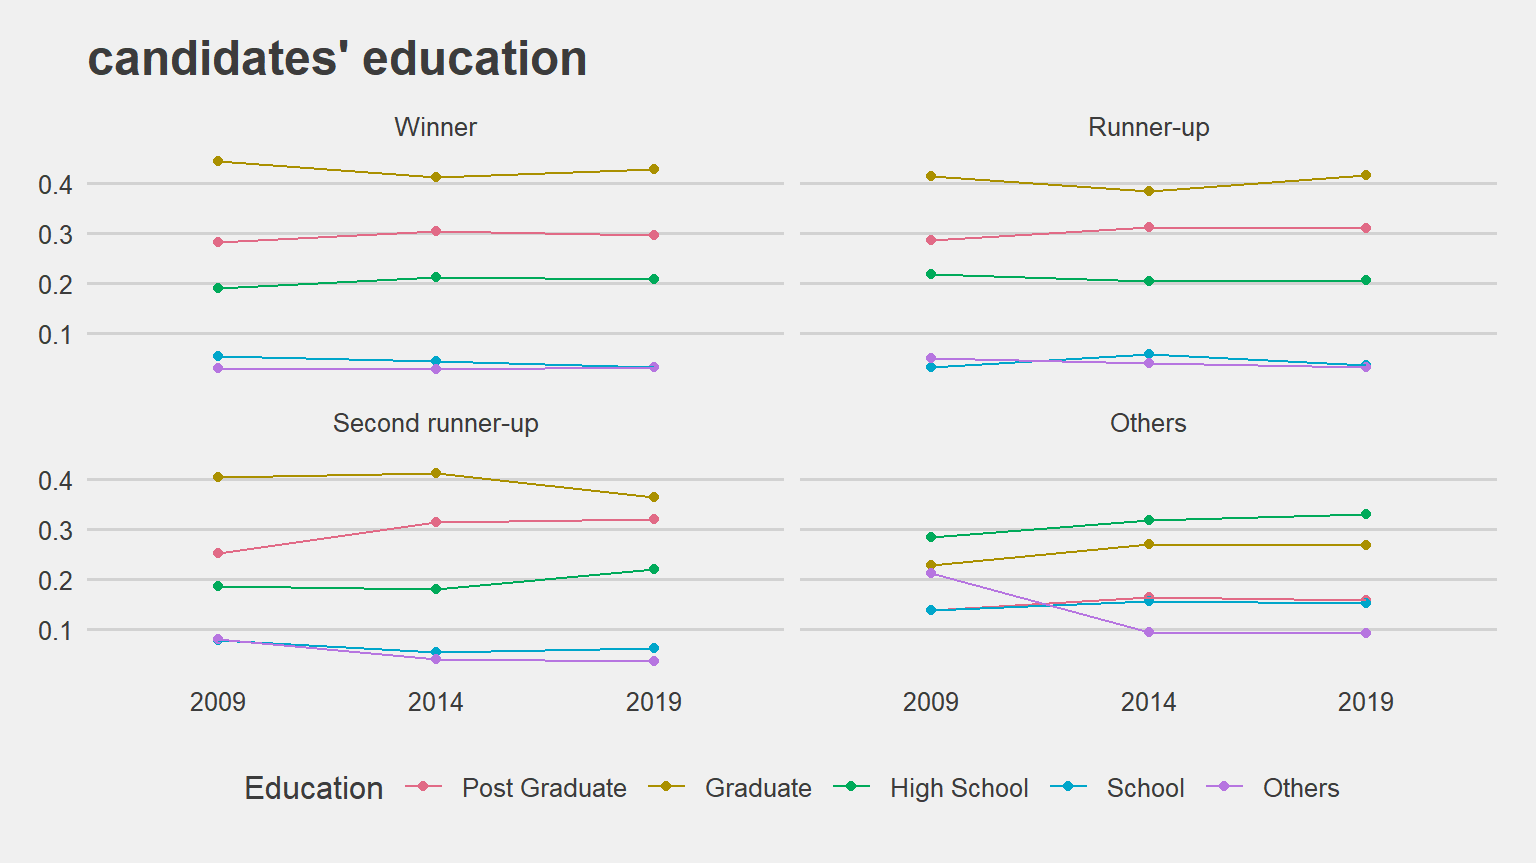 candidates' education
Winner
Runner-up
0.4
0.3
0.2
0.1
Second runner-up
Others
0.4
0.3
0.2
0.1
2009 2014 2019
2009 2014 2019
Education Post Graduate Graduate High School School Others